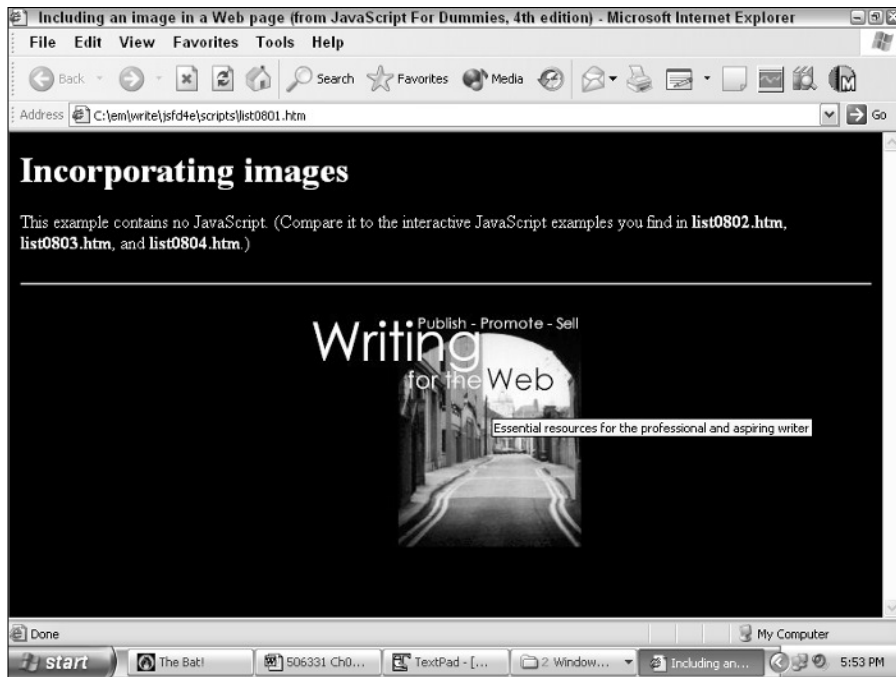 Including an image in a Web page (from JavaScript For Dummies, 4th edition) - Microsoft Internet Explorer
File Edit View Favorites Tools Help
Back Search Favorites Media
Address C:\em\write\jsfd4e\scripts\list0801.htm Go
Incorporating images
This example contains no JavaScript. (Compare it to the interactive JavaScript examples you find in list0802.htm,
list0803.htm, and list0804.htm.)
Publish - Promote - Sell
Writing
for the Web
Essential resources for the professional and aspiring writer
Done My Computer
start The Bat! 506331 Ch0... TextPad - [... 2 Window... Including an... 5:53 PM